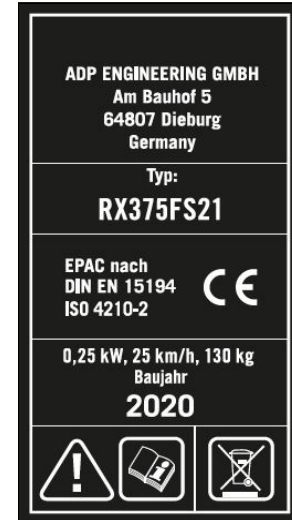 ADP ENGINEERING GMBH
Am Bauhof 5
64807 Dieburg
Germany
Typ:
RX375FS21
EPAC nach
DIN EN 15194
ISO 4210-2
CE
0,25 kW, 25 km/h, 130 kg
Baujahr
2020